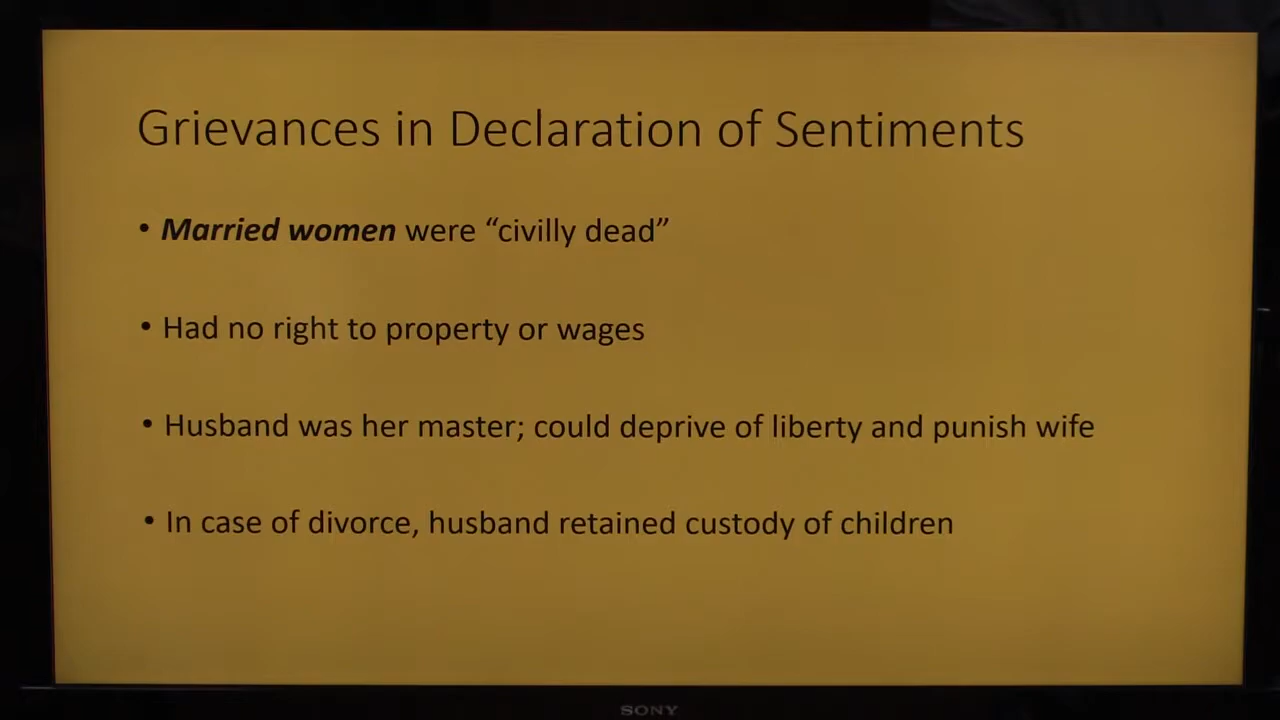 Grievances in Declaration of Sentiments
• Married women were “civilly dead”
• Had no right to property or wages
• Husband was her master; could deprive of liberty and punish wife
• In case of divorce, husband retained custody of children
SONY